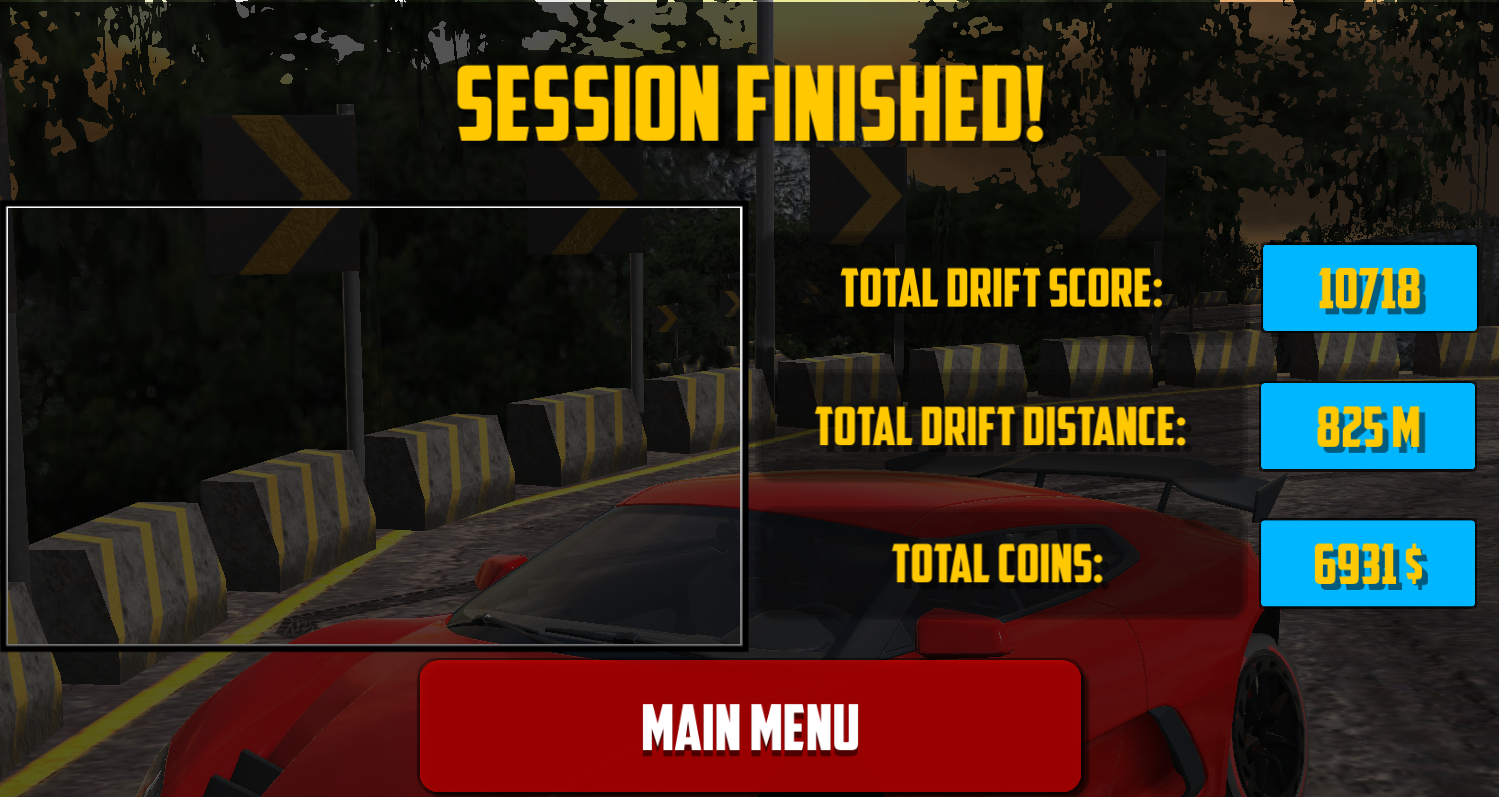 SESSION FINISHED!
TOTAL DRIFT SCORE: 10718
TOTAL DRIFT DISTANCE: 825 M
TOTAL COINS: 6931 $
MAIN MENU